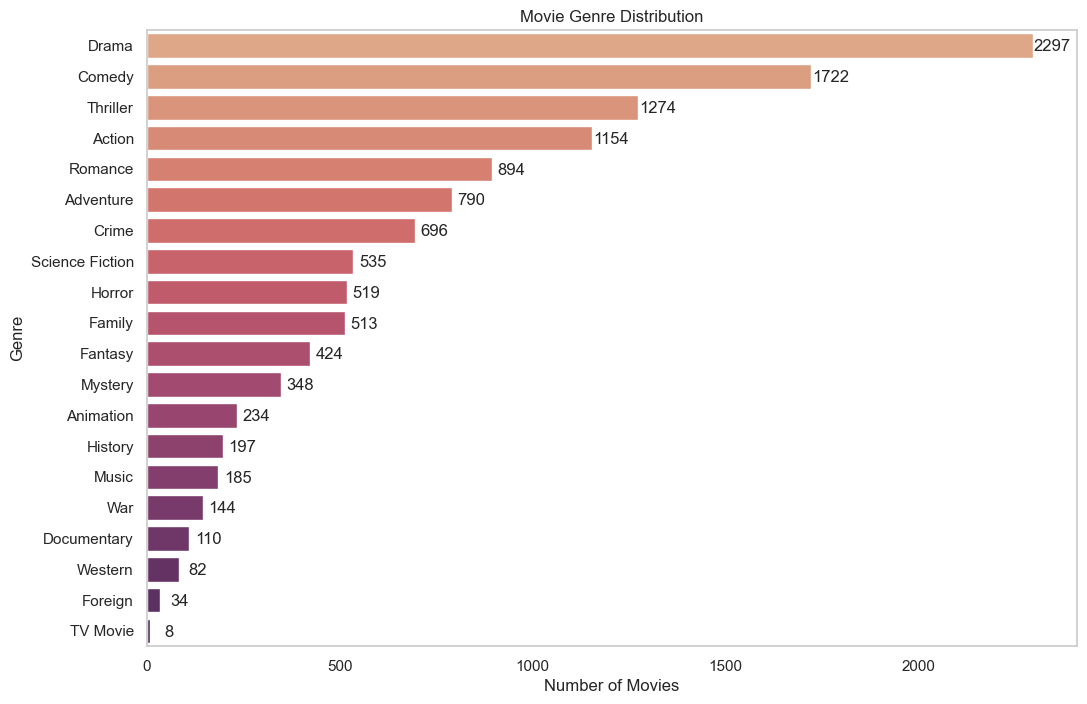 Movie Genre Distribution
Drama 2297
Comedy 1722
Thriller 1274
Action 1154
Romance 894
Adventure 790
Crime 696
Science Fiction 535
Horror 519
Family 513
Fantasy 424
Mystery 348
Animation 234
History 197
Music 185
War 144
Documentary 110
Western 82
Foreign 34
TV Movie 8
Genre
0 500 1000 1500 2000
Number of Movies